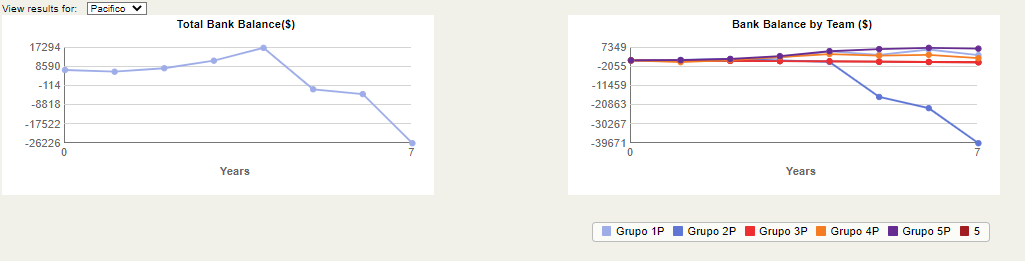 View results for: Pacifico
Total Bank Balance($)
17294
8590
-114
-8818
-17522
-26226
0 7
Years
Bank Balance by Team ($)
7349
-2055
-11459
-20863
-30267
-39671
0 7
Years
Grupo 1P Grupo 2P Grupo 3P Grupo 4P Grupo 5P 5